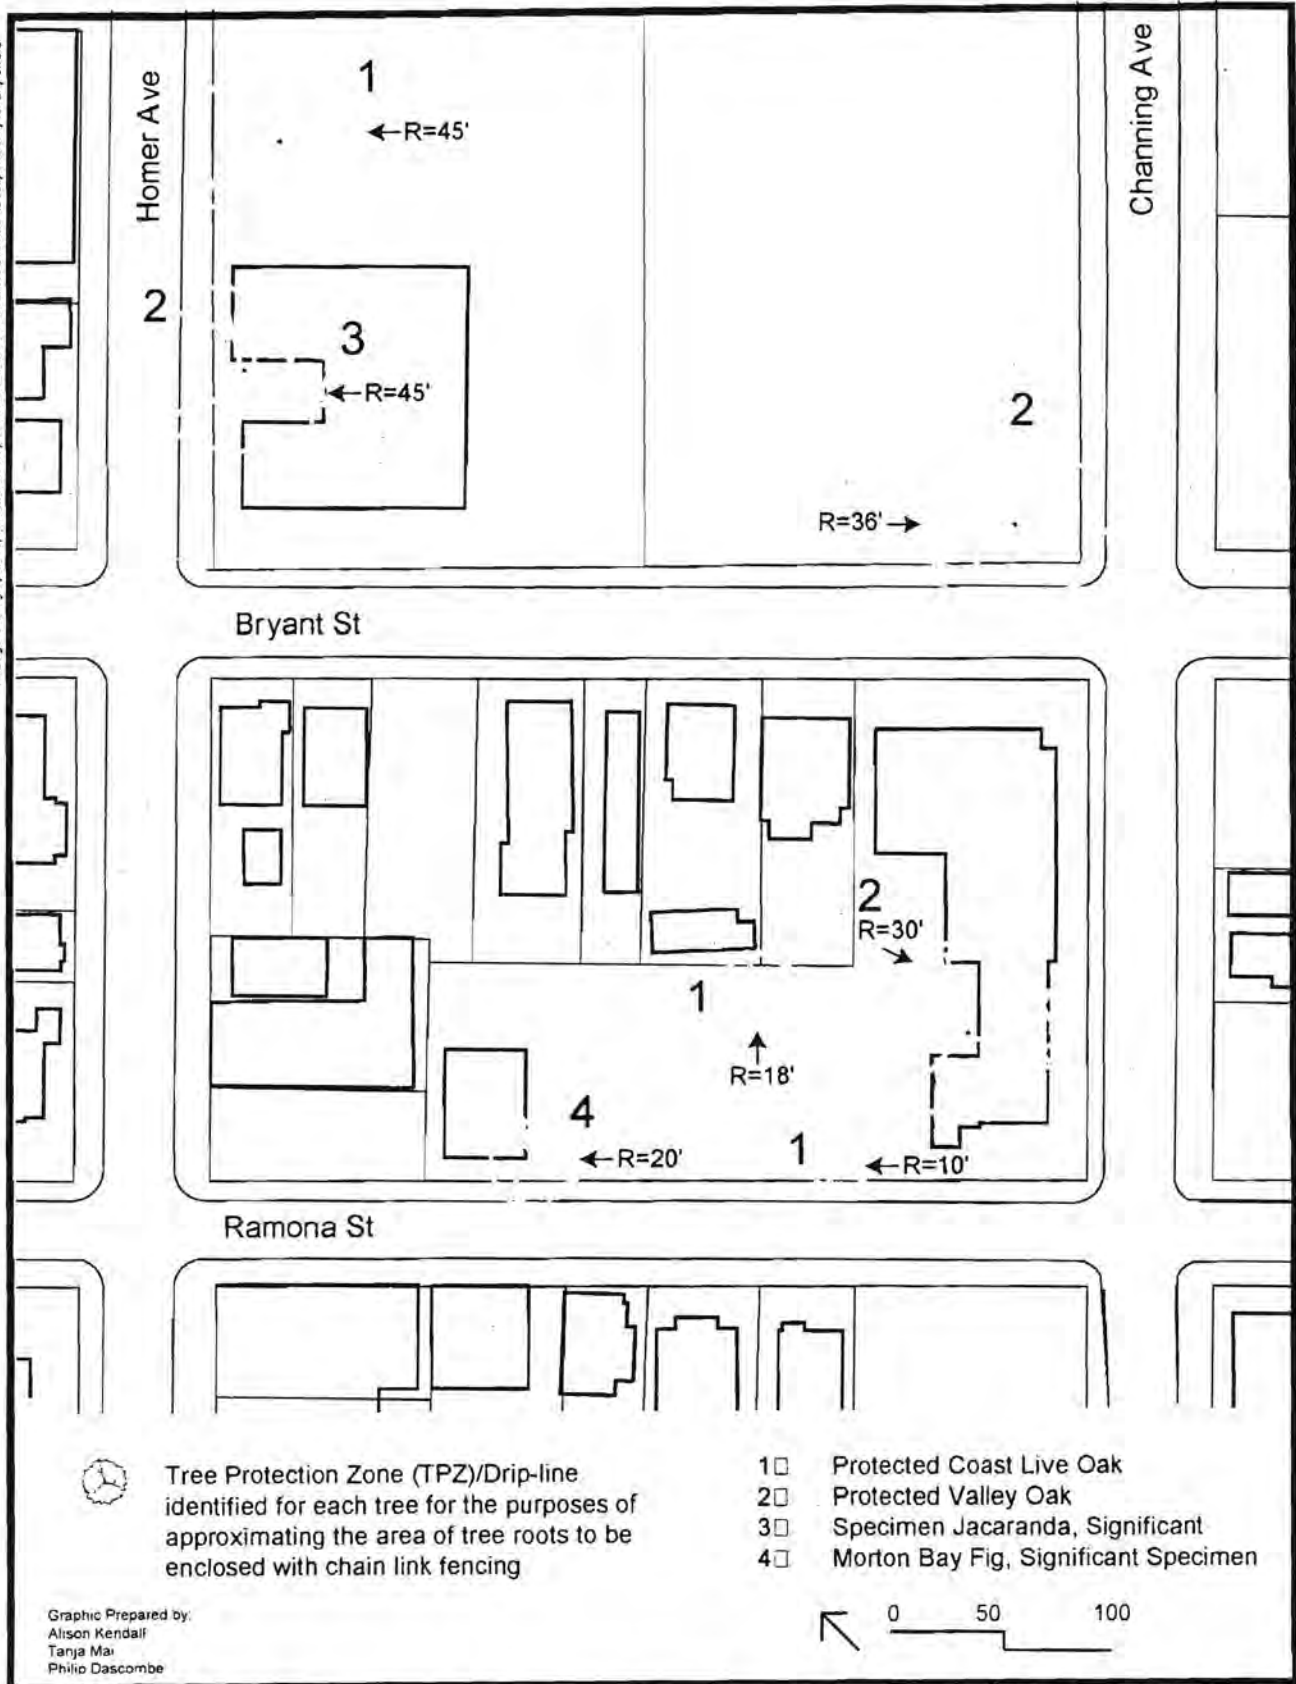 Homer Ave
Channing Ave
1
R=45'
2
3
R=45'
2
R=36'
Bryant St
2
R=30'
1
R=18'
4
R=20'
1
R=10'
Ramona St
Tree Protection Zone (TPZ)/Drip-line
identified for each tree for the purposes of
approximating the area of tree roots to be
enclosed with chain link fencing
1□ Protected Coast Live Oak
2□ Protected Valley Oak
3□ Specimen Jacaranda, Significant
4□ Morton Bay Fig, Significant Specimen
0 50 100
Graphic Prepared by:
Alison Kendall
Tanja Mai
Philip Dascombe